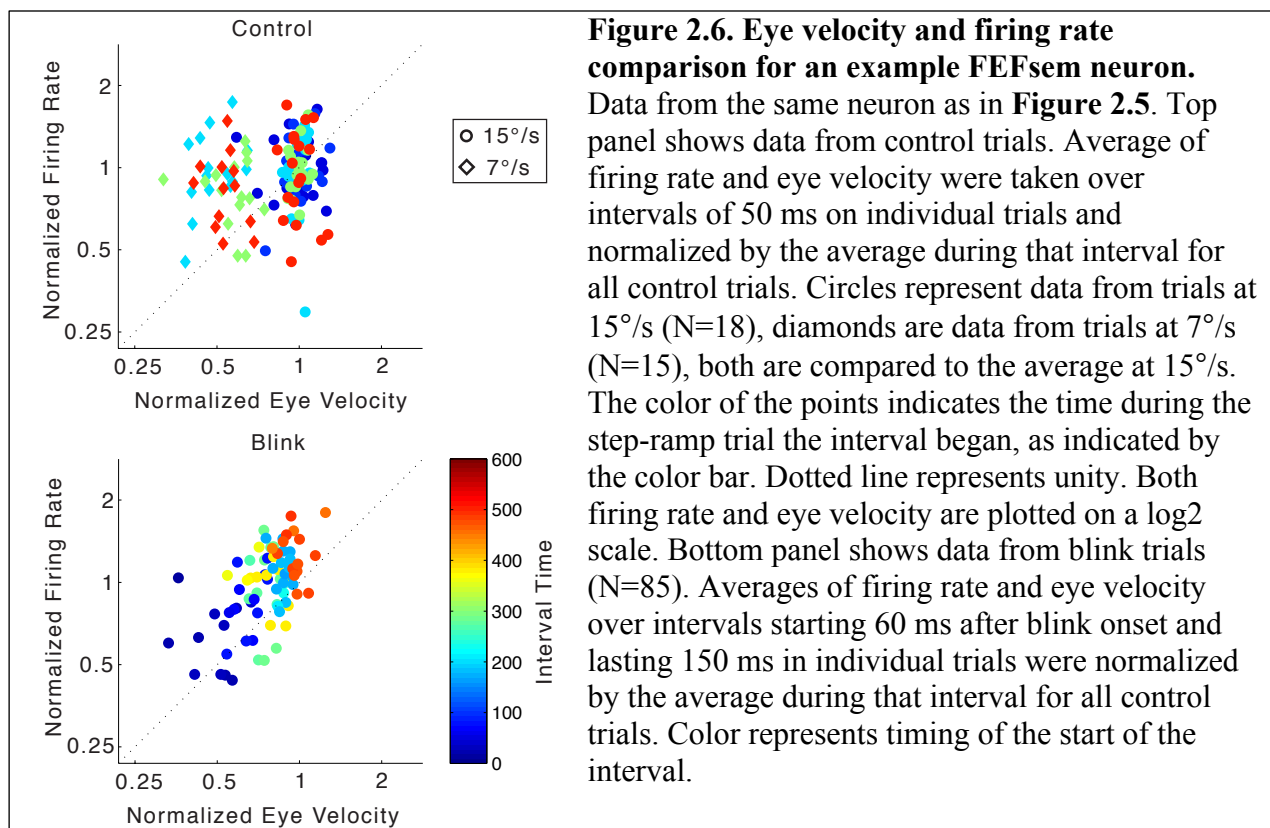 Control
2
1
0.5
0.25
Normalized Firing Rate
0.25 0.5 1 2
Normalized Eye Velocity
15°/s
7°/s
Blink
2
1
0.5
0.25
Normalized Firing Rate
0.25 0.5 1 2
Normalized Eye Velocity
600
500
400
300
200
100
0
Interval Time
Figure 2.6. Eye velocity and firing rate
comparison for an example FEFsem neuron.
Data from the same neuron as in Figure 2.5. Top
panel shows data from control trials. Average of
firing rate and eye velocity were taken over
intervals of 50 ms on individual trials and
normalized by the average during that interval for
all control trials. Circles represent data from trials at
15°/s (N=18), diamonds are data from trials at 7°/s
(N=15), both are compared to the average at 15°/s.
The color of the points indicates the time during the
step-ramp trial the interval began, as indicated by
the color bar. Dotted line represents unity. Both
firing rate and eye velocity are plotted on a log2
scale. Bottom panel shows data from blink trials
(N=85). Averages of firing rate and eye velocity
over intervals starting 60 ms after blink onset and
lasting 150 ms in individual trials were normalized
by the average during that interval for all control
trials. Color represents timing of the start of the
interval.